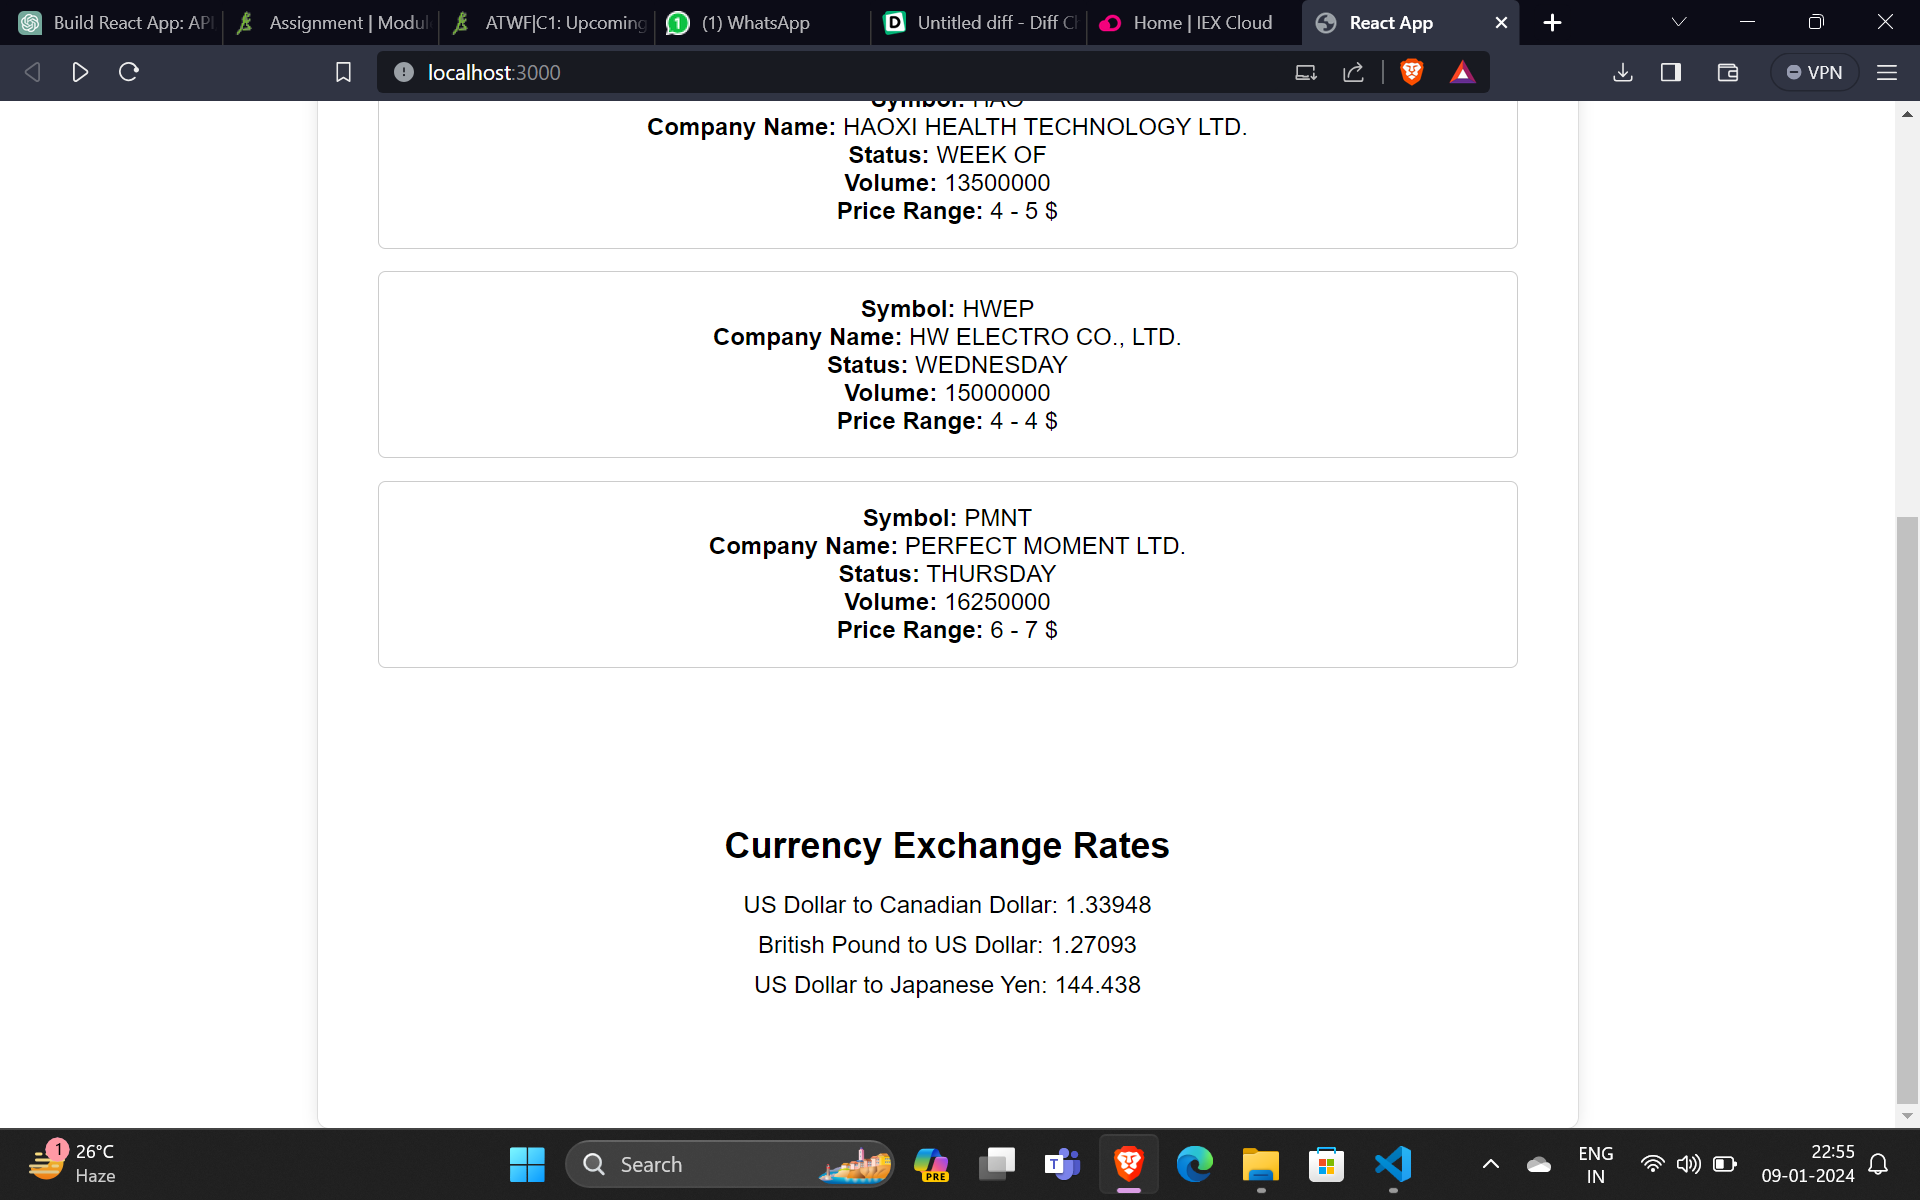 Build React App: AP
Assignment | Modul
ATWF|C1: Upcoming
(1) WhatsApp
Untitled diff - Diff Ch
Home | IEX Cloud
React App
localhost:3000
VPN
Symbol: HAO
Company Name: HAOXI HEALTH TECHNOLOGY LTD.
Status: WEEK OF
Volume: 13500000
Price Range: 4 - 5 $
Symbol: HWEP
Company Name: HW ELECTRO CO., LTD.
Status: WEDNESDAY
Volume: 15000000
Price Range: 4 - 4 $
Symbol: PMNT
Company Name: PERFECT MOMENT LTD.
Status: THURSDAY
Volume: 16250000
Price Range: 6 - 7 $
Currency Exchange Rates
US Dollar to Canadian Dollar: 1.33948
British Pound to US Dollar: 1.27093
US Dollar to Japanese Yen: 144.438
1
26°C
Haze
Search
PRE
ENG
IN
22:55
09-01-2024